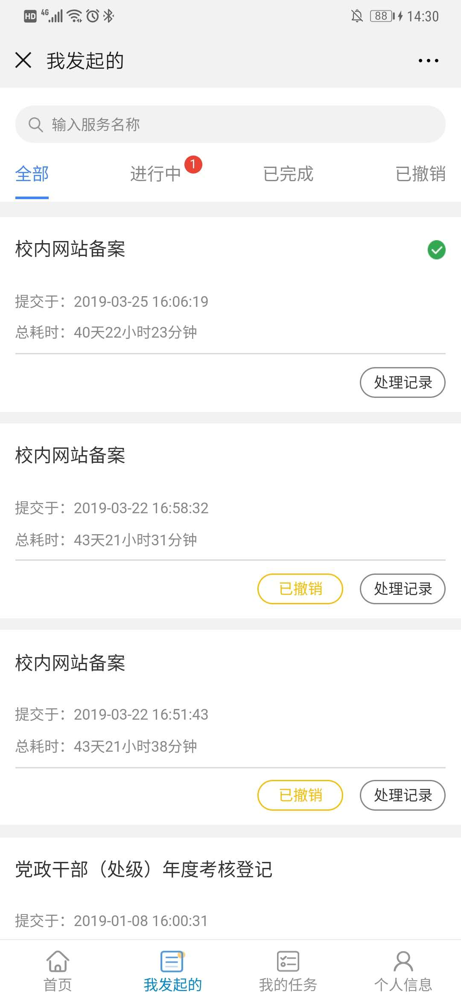 HD 4G 88 14:30
我发起的
输入服务名称
全部 进行中 1 已完成 已撤销
校内网站备案
提交于：2019-03-25 16:06:19
总耗时：40天22小时23分钟
处理记录
校内网站备案
提交于：2019-03-22 16:58:32
总耗时：43天21小时31分钟
已撤销 处理记录
校内网站备案
提交于：2019-03-22 16:51:43
总耗时：43天21小时38分钟
已撤销 处理记录
党政干部（处级）年度考核登记
提交于：2019-01-08 16:00:31
首页 我发起的 我的任务 个人信息